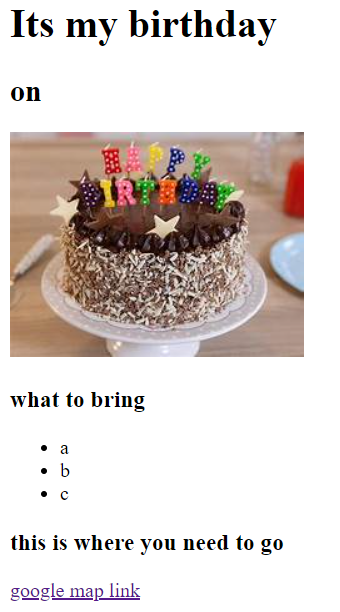 Its my birthday
on
HAPPY
BIRTHDAY
what to bring
a
b
c
this is where you need to go
google map link